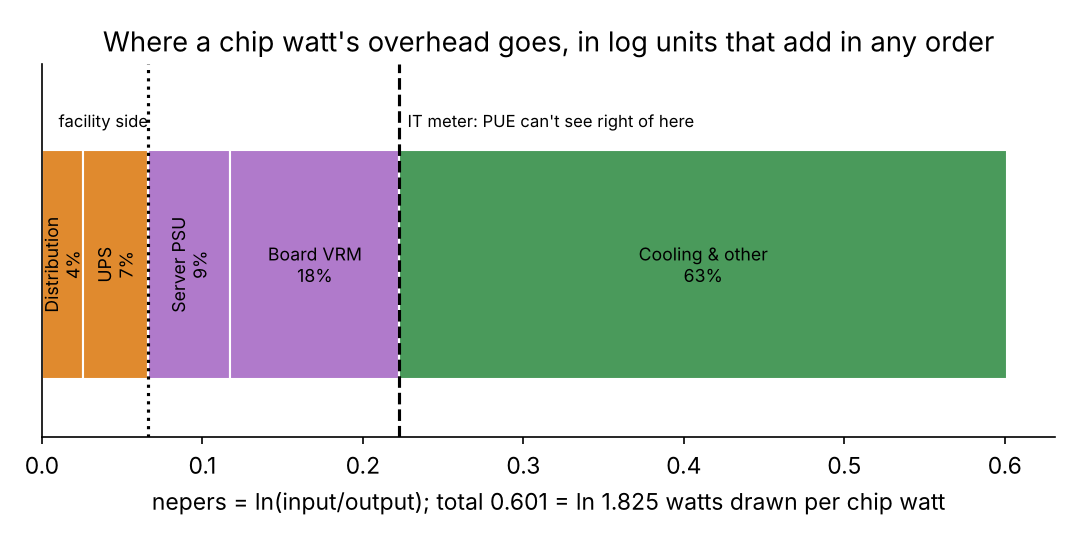 Where a chip watt's overhead goes, in log units that add in any order
facility side
IT meter: PUE can't see right of here
Distribution
4%
UPS
7%
Server PSU
9%
Board VRM
18%
Cooling & other
63%
0.0
0.1
0.2
0.3
0.4
0.5
0.6
nepers = ln(input/output); total 0.601 = ln 1.825 watts drawn per chip watt